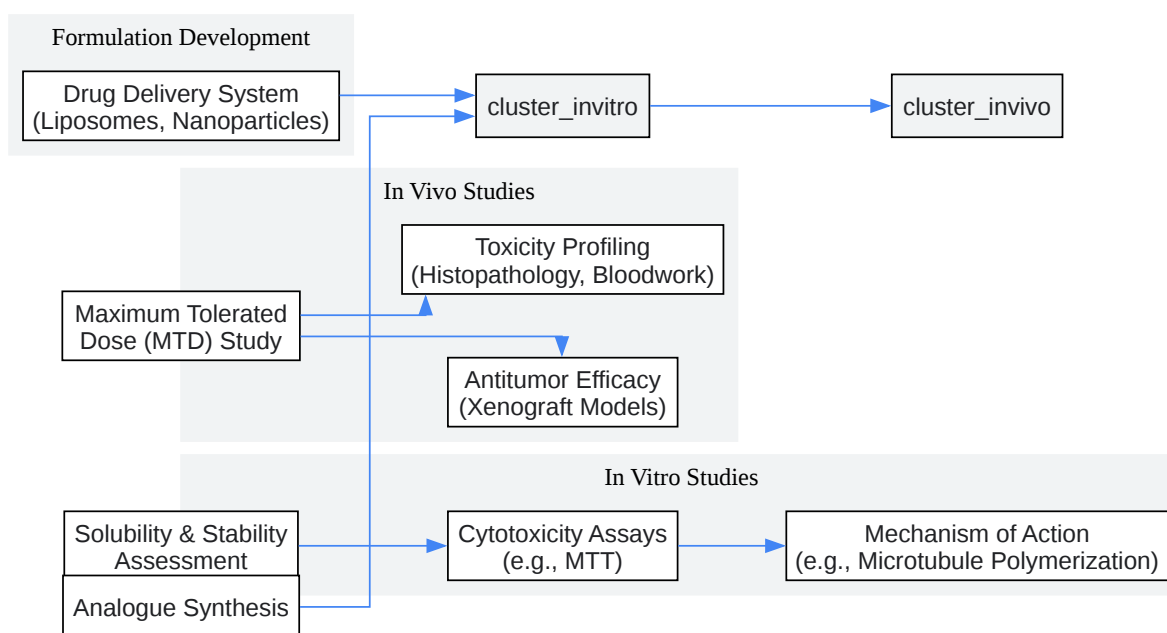 Formulation Development
Drug Delivery System
(Liposomes, Nanoparticles)
cluster_invitro
cluster_invivo
In Vivo Studies
Toxicity Profiling
(Histopathology, Bloodwork)
Maximum Tolerated
Dose (MTD) Study
Antitumor Efficacy
(Xenograft Models)
In Vitro Studies
Solubility & Stability
Assessment
Cytotoxicity Assays
(e.g., MTT)
Mechanism of Action
(e.g., Microtubule Polymerization)
Analogue Synthesis